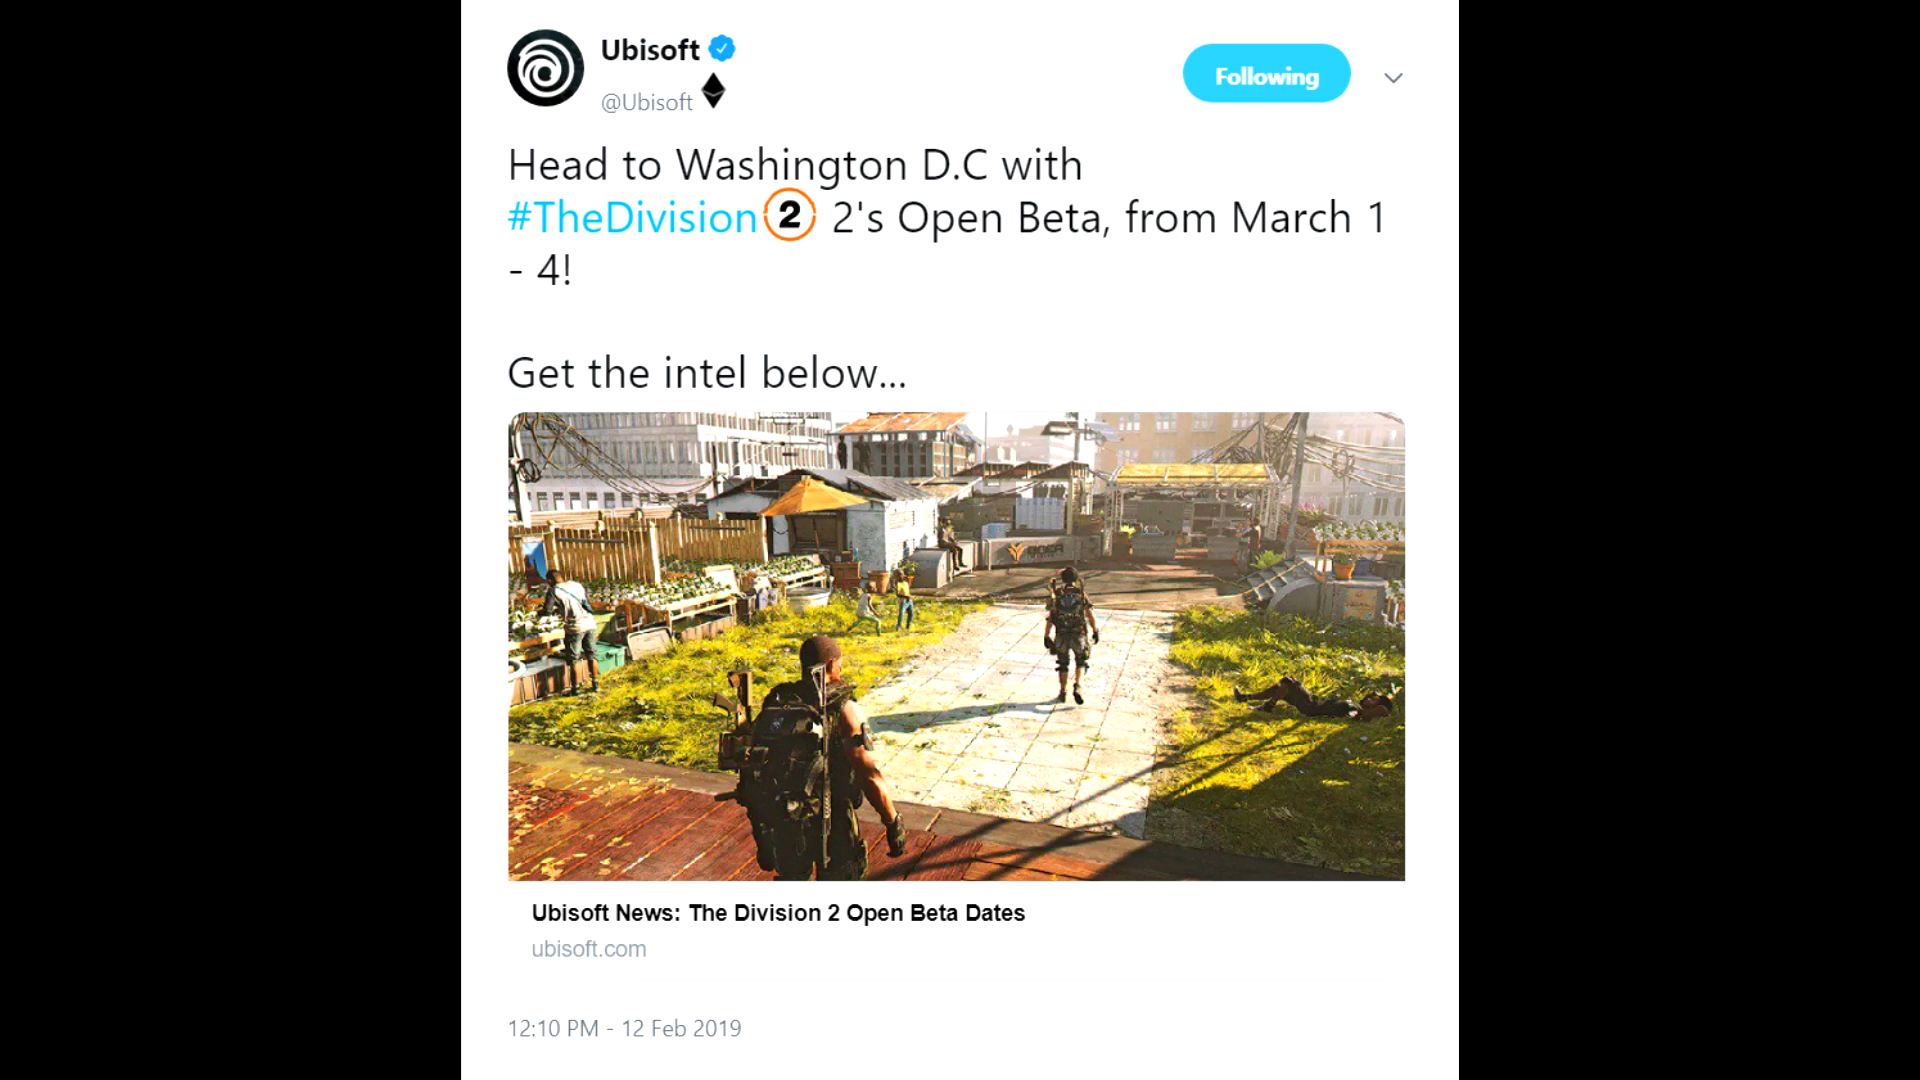 Ubisoft
@Ubisoft
Following
Head to Washington D.C with
#TheDivision 2 2's Open Beta, from March 1
- 4!
Get the intel below...
Ubisoft News: The Division 2 Open Beta Dates
ubisoft.com
12:10 PM - 12 Feb 2019